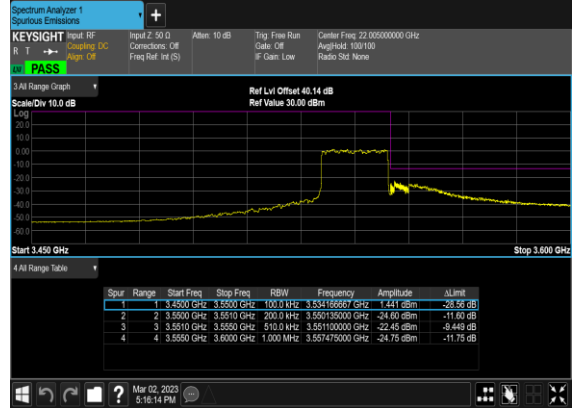 Spectrum Analyzer 1
Spurious Emissions
KEYSIGHT Input: RF Input Z: 50 Ω Atten: 10 dB Trig: Free Run Center Freq: 22.005000000 GHz
R T Coupling: DC Corrections: Off Gate: Off Avg|Hold: 100/100
Align: Off Freq Ref: Int (S) IF Gain: Low Radio Std: None
PASS
3 All Range Graph
Ref Lvl Offset 40.14 dB
Scale/Div 10.0 dB Ref Value 30.00 dBm
Log
20.0
10.0
0.00
-10.0
-20.0
-30.0
-40.0
-50.0
-60.0
Start 3.450 GHz Stop 3.600 GHz
4 All Range Table
Spur Range Start Freq Stop Freq RBW Frequency Amplitude ΔLimit
1 1 3.4500 GHz 3.5500 GHz 100.0 kHz 3.534166667 GHz 1.441 dBm -28.56 dB
2 2 3.5500 GHz 3.5510 GHz 200.0 kHz 3.550135000 GHz -24.60 dBm -11.60 dB
3 3 3.5510 GHz 3.5550 GHz 510.0 kHz 3.551100000 GHz -22.45 dBm -9.449 dB
4 4 3.5550 GHz 3.6000 GHz 1.000 MHz 3.557475000 GHz -24.75 dBm -11.75 dB
Mar 02, 2023
5:16:14 PM